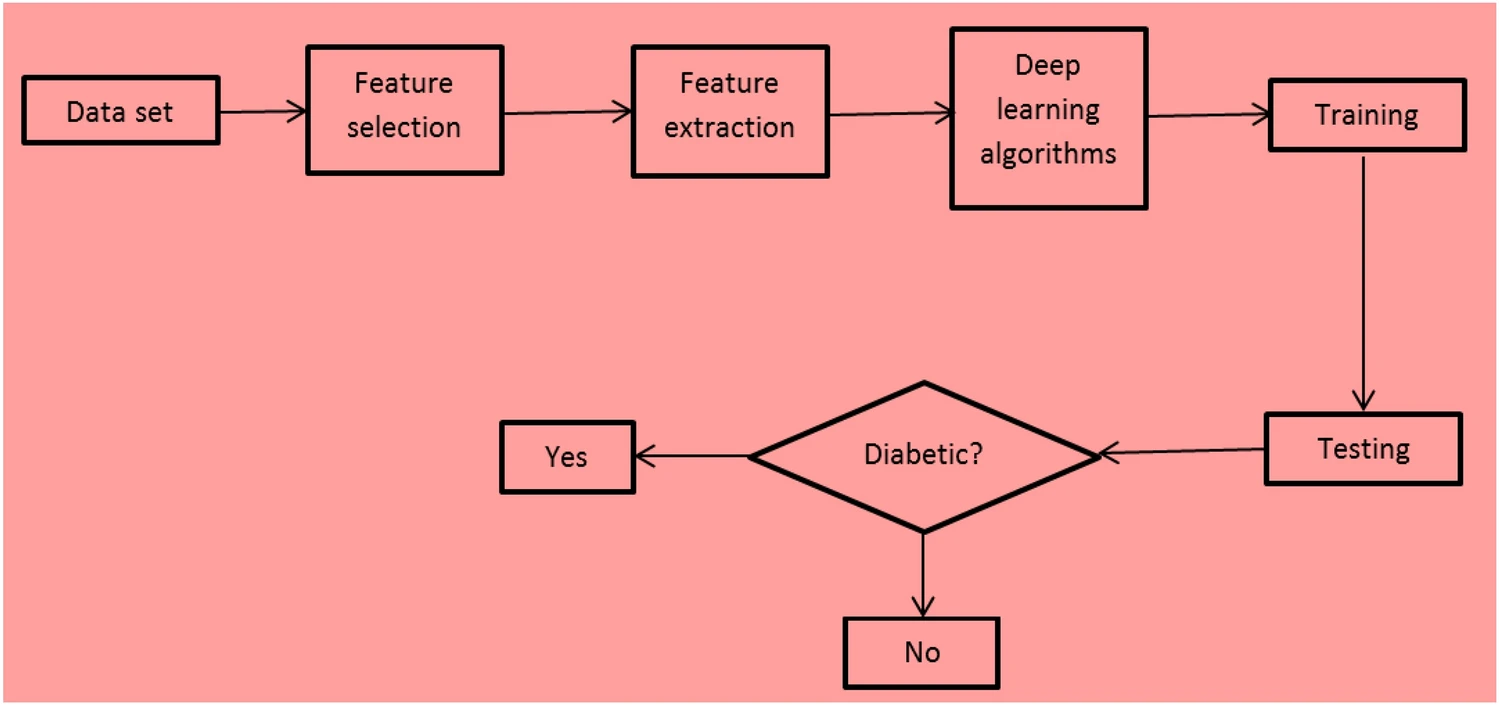 Data set
Feature
selection
Feature
extraction
Deep
learning
algorithms
Training
Testing
Diabetic?
Yes
No